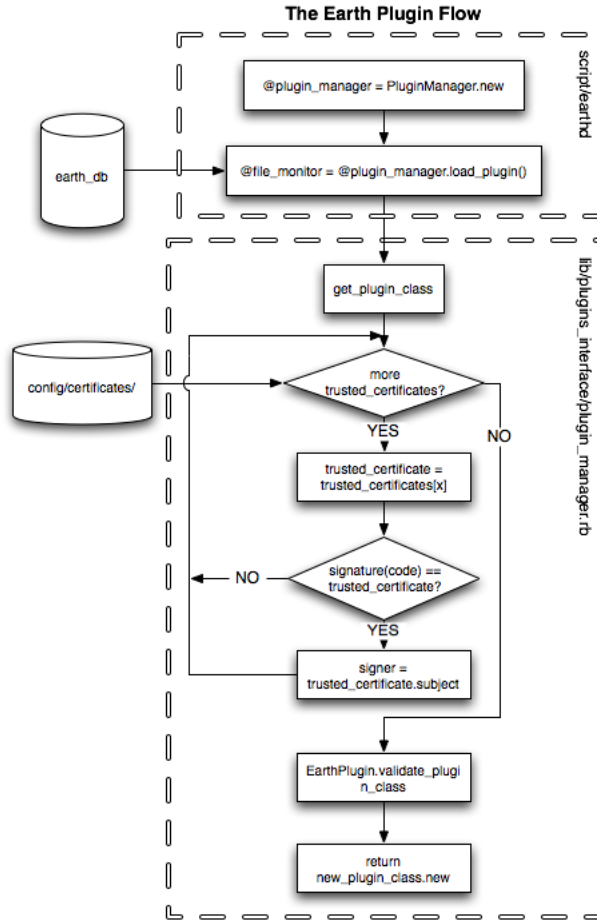 The Earth Plugin Flow
script/earthd
@plugin_manager = PluginManager.new
earth_db
@file_monitor = @plugin_manager.load_plugin()
lib/plugins_interface/plugin_manager.rb
get_plugin_class
config/certificates/
more
trusted_certificates?
YES
NO
trusted_certificate =
trusted_certificates[x]
signature(code) ==
trusted_certificate?
NO
YES
signer =
trusted_certificate.subject
EarthPlugin.validate_plugi
n_class
return
new_plugin_class.new